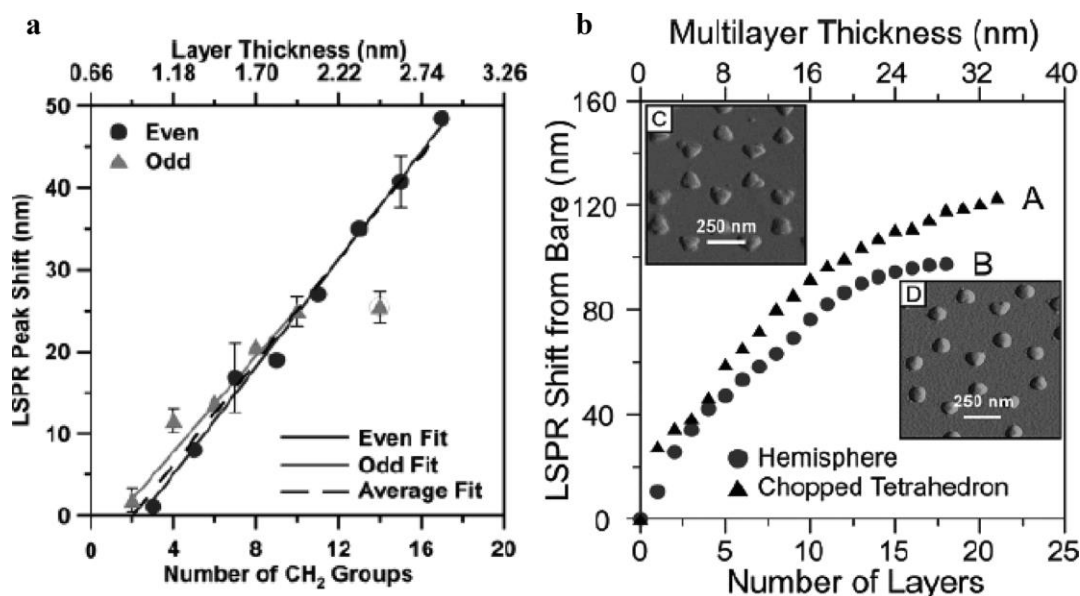 a
Layer Thickness (nm)
0.66 1.18 1.70 2.22 2.74 3.26
50
40
30
20
10
0
LSPR Peak Shift (nm)
Even
Odd
Even Fit
Odd Fit
Average Fit
0 4 8 12 16 20
Number of CH₂ Groups
b
Multilayer Thickness (nm)
0 8 16 24 32 40
160
120
80
40
0
LSPR Shift from Bare (nm)
C
250 nm
A
B
D
250 nm
Hemisphere
Chopped Tetrahedron
0 5 10 15 20 25
Number of Layers